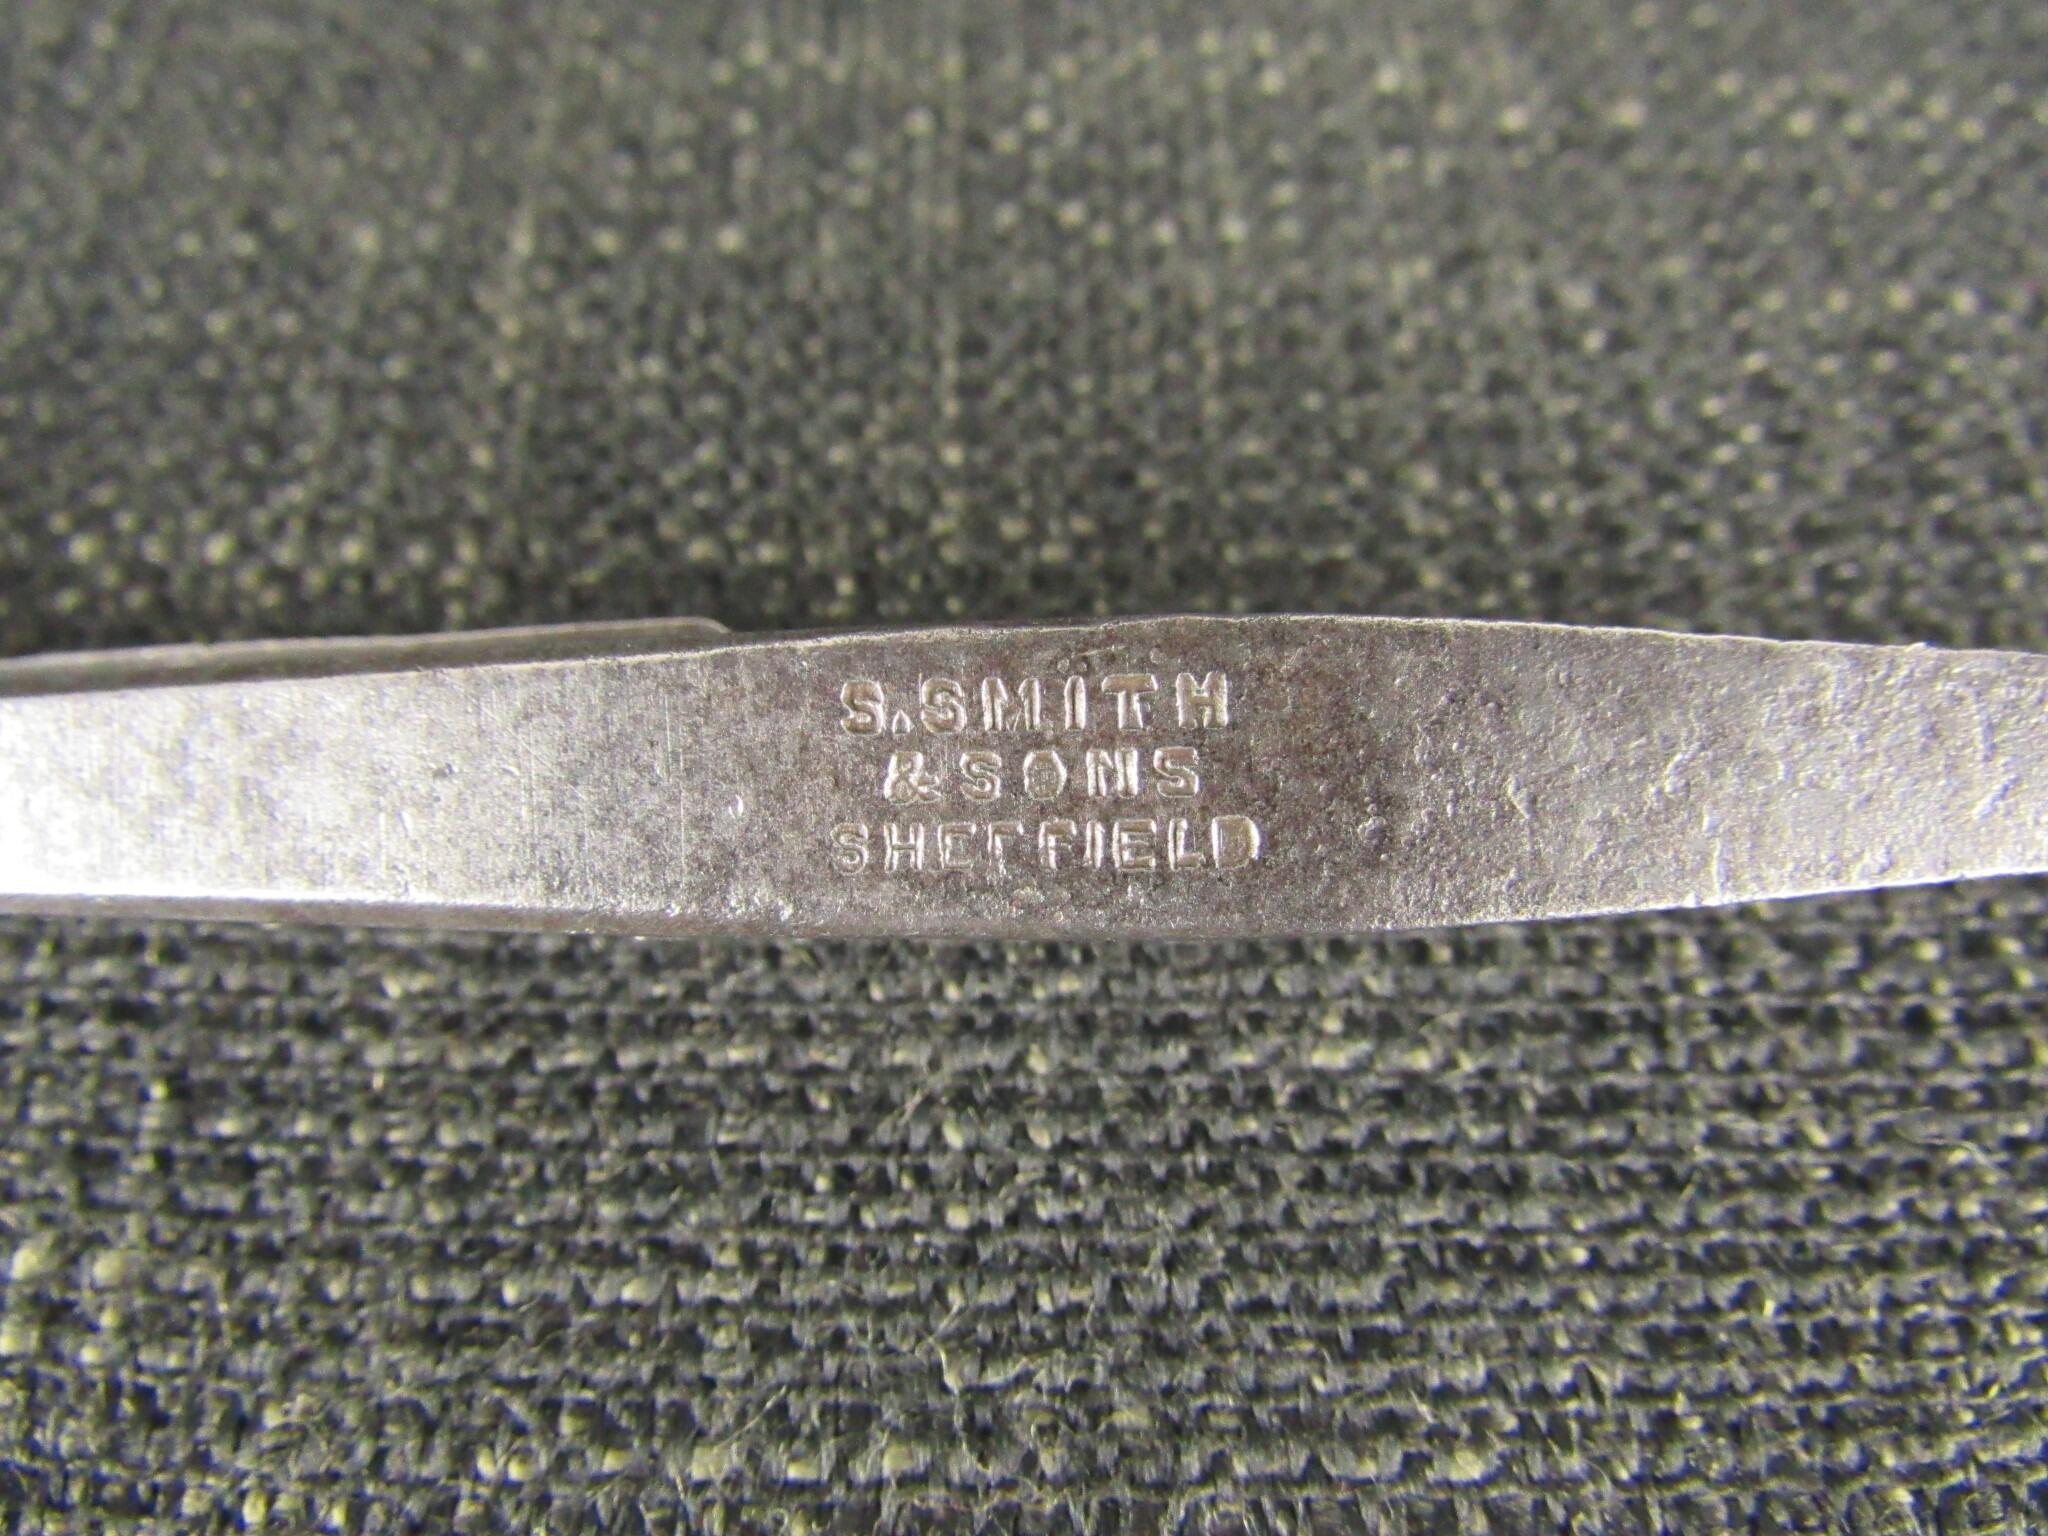 S. SMITH
& SONS
SHEFFIELD